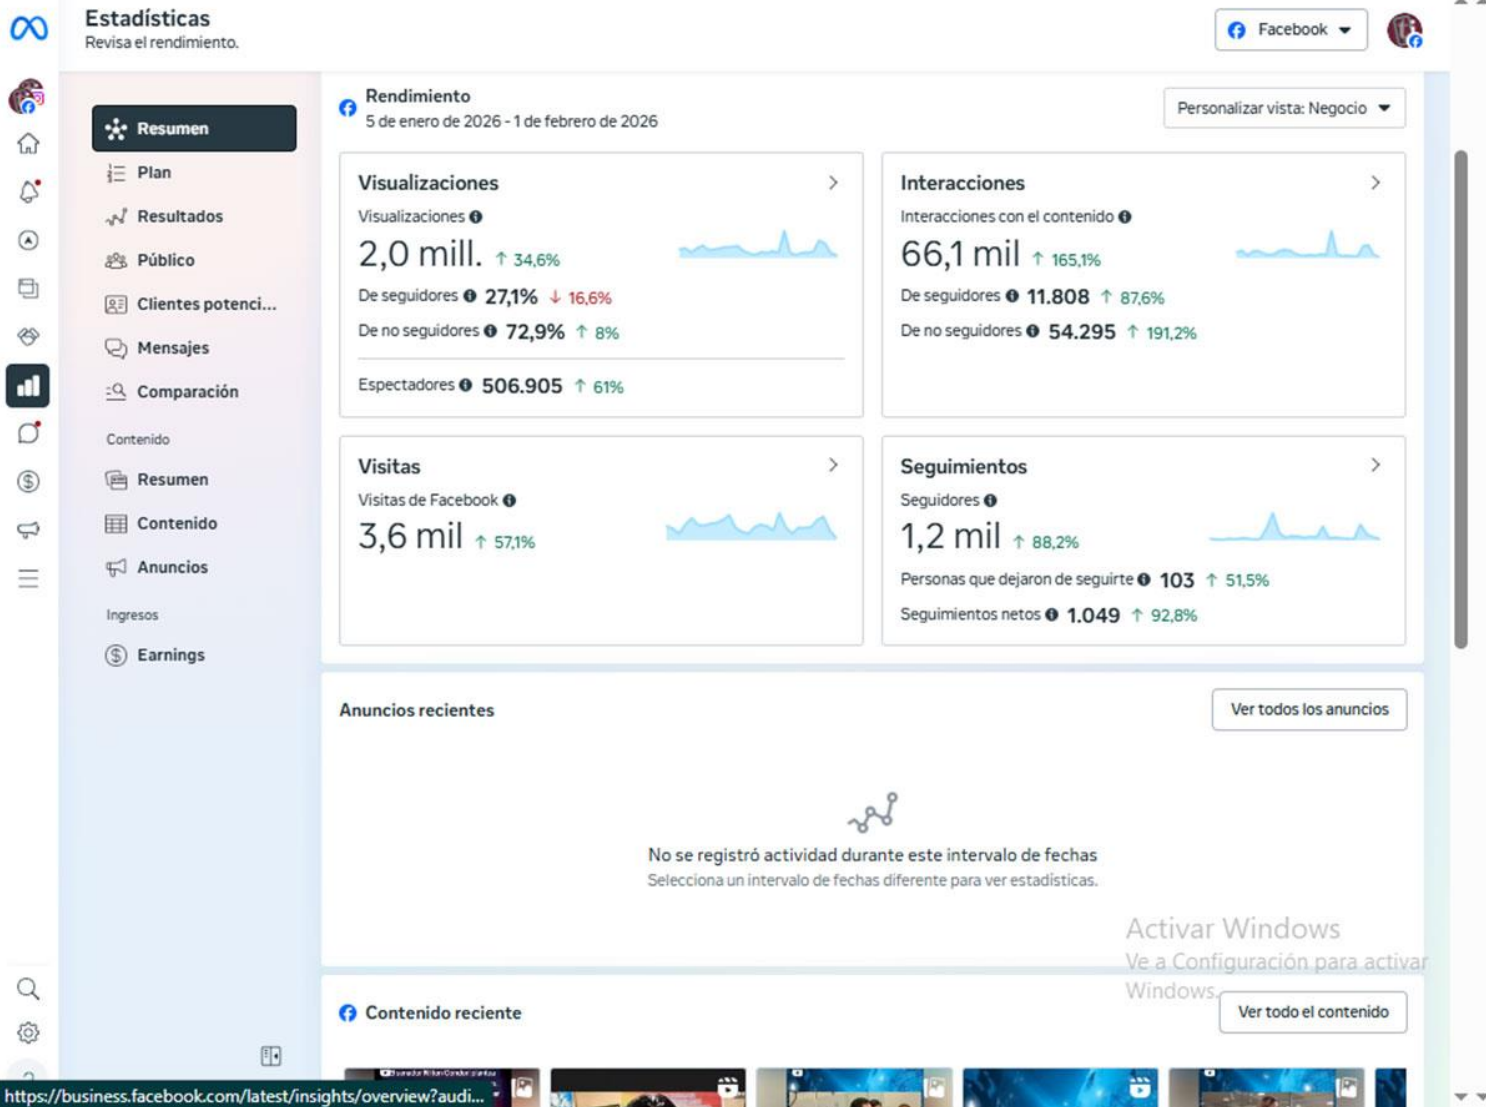 Estadísticas
Revisa el rendimiento.
Facebook
Resumen
Plan
Resultados
Público
Clientes potenci...
Mensajes
Comparación
Contenido
Resumen
Contenido
Anuncios
Ingresos
Earnings
Rendimiento
5 de enero de 2026 - 1 de febrero de 2026
Personalizar vista: Negocio
Visualizaciones
Visualizaciones
2,0 mill. ↑ 34,6%
De seguidores 27,1% ↓ 16,6%
De no seguidores 72,9% ↑ 8%
Espectadores 506.905 ↑ 61%
Interacciones
Interacciones con el contenido
66,1 mil ↑ 165,1%
De seguidores 11.808 ↑ 87,6%
De no seguidores 54.295 ↑ 191,2%
Visitas
Visitas de Facebook
3,6 mil ↑ 57,1%
Seguimientos
Seguidores
1,2 mil ↑ 88,2%
Personas que dejaron de seguirte 103 ↑ 51,5%
Seguimientos netos 1.049 ↑ 92,8%
Anuncios recientes
Ver todos los anuncios
No se registró actividad durante este intervalo de fechas
Selecciona un intervalo de fechas diferente para ver estadísticas.
Activar Windows
Ve a Configuración para activar
Windows.
Contenido reciente
Ver todo el contenido
https://business.facebook.com/latest/insights/overview?audi...